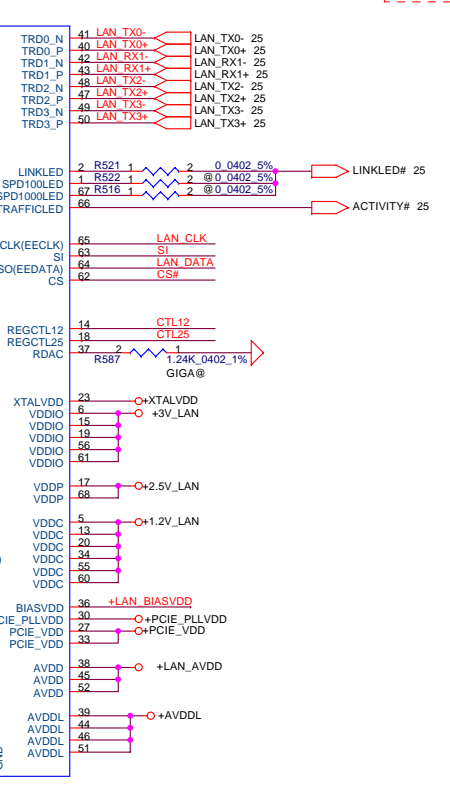 TRD0_N 41 LAN_TX0- LAN_TX0- 25
TRD0_P 40 LAN_TX0+ LAN_TX0+ 25
TRD1_N 42 LAN_RX1- LAN_RX1- 25
TRD1_P 43 LAN_RX1+ LAN_RX1+ 25
TRD2_N 48 LAN_TX2- LAN_TX2- 25
TRD2_P 47 LAN_TX2+ LAN_TX2+ 25
TRD3_N 49 LAN_TX3- LAN_TX3- 25
TRD3_P 50 LAN_TX3+ LAN_TX3+ 25
LINKLED 2 R521 1 2 0_0402_5% LINKLED# 25
SPD100LED 1 R522 1 2 @ 0_0402_5%
SPD1000LED 67 R516 1 2 @ 0_0402_5%
TRAFFICLED 66 ACTIVITY# 25
CLK(EECLK) 65 LAN_CLK
SI 63 SI
SO(EEDATA) 64 LAN_DATA
CS 62 CS#
REGCTL12 14 CTL12
REGCTL25 18 CTL25
RDAC 37 R587 2 1 1.24K_0402_1%
GIGA@
XTALVDD 23 +XTALVDD
VDDIO 6 +3V_LAN
VDDIO 15
VDDIO 19
VDDIO 56
VDDIO 61
VDDP 17 +2.5V_LAN
VDDP 68
VDDC 5 +1.2V_LAN
VDDC 13
VDDC 20
VDDC 34
VDDC 55
VDDC 60
BIASVDD 36 +LAN_BIASVDD
PCIE_PLLVDD 30 +PCIE_PLLVDD
PCIE_VDD 27 +PCIE_VDD
PCIE_VDD 33
AVDD 38 +LAN_AVDD
AVDD 45
AVDD 52
AVDDL 39 +AVDDL
AVDDL 44
AVDDL 46
AVDDL 51
GND